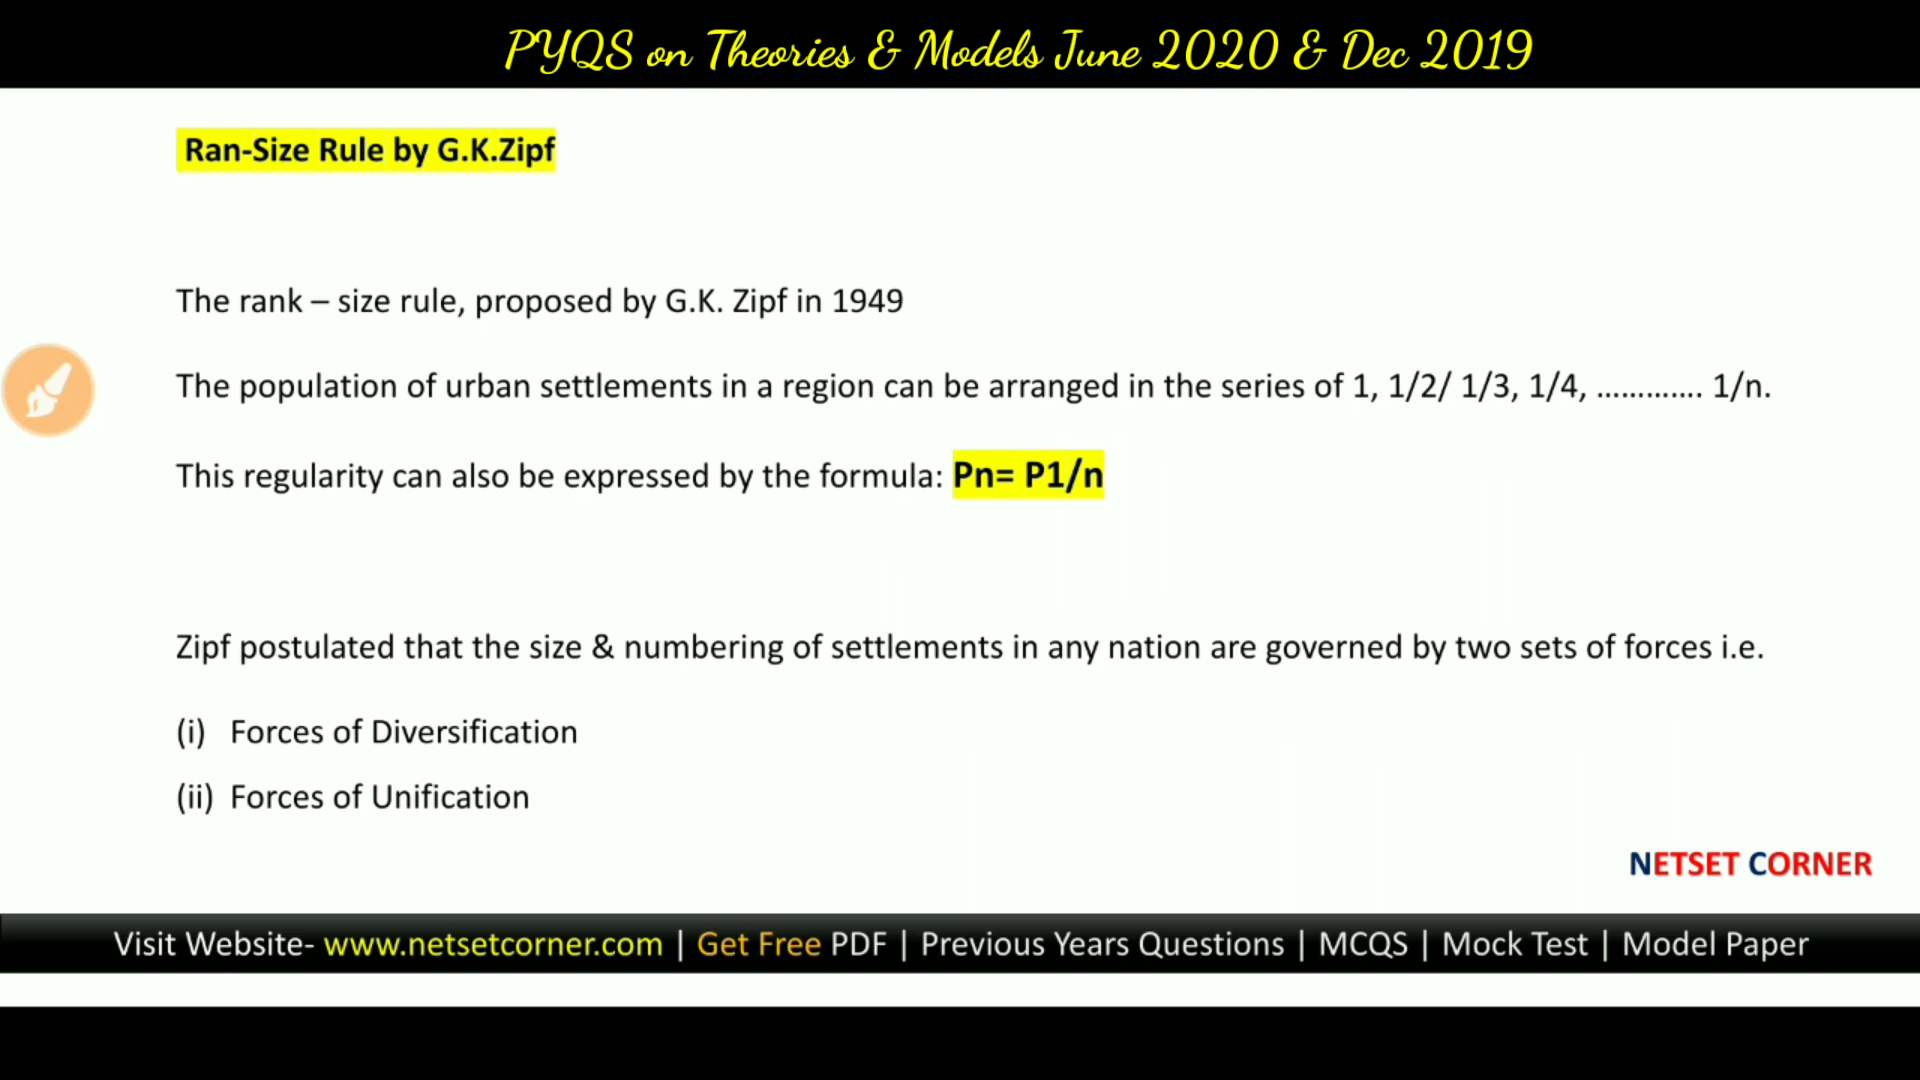 PYQS on Theories & Models June 2020 & Dec 2019
Ran-Size Rule by G.K.Zipf
The rank – size rule, proposed by G.K. Zipf in 1949
The population of urban settlements in a region can be arranged in the series of 1, 1/2/ 1/3, 1/4, ............. 1/n.
This regularity can also be expressed by the formula: Pn= P1/n
Zipf postulated that the size & numbering of settlements in any nation are governed by two sets of forces i.e.
(i) Forces of Diversification
(ii) Forces of Unification
NETSET CORNER
Visit Website- www.netsetcorner.com | Get Free PDF | Previous Years Questions | MCQS | Mock Test | Model Paper